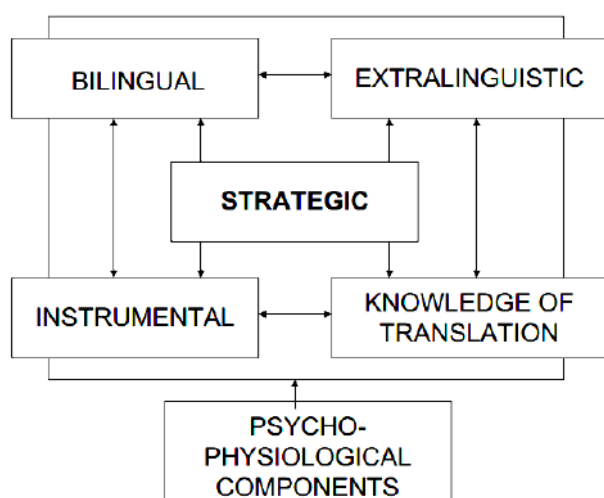 BILINGUAL
EXTRALINGUISTIC
STRATEGIC
INSTRUMENTAL
KNOWLEDGE OF
TRANSLATION
PSYCHO-
PHYSIOLOGICAL
COMPONENTS